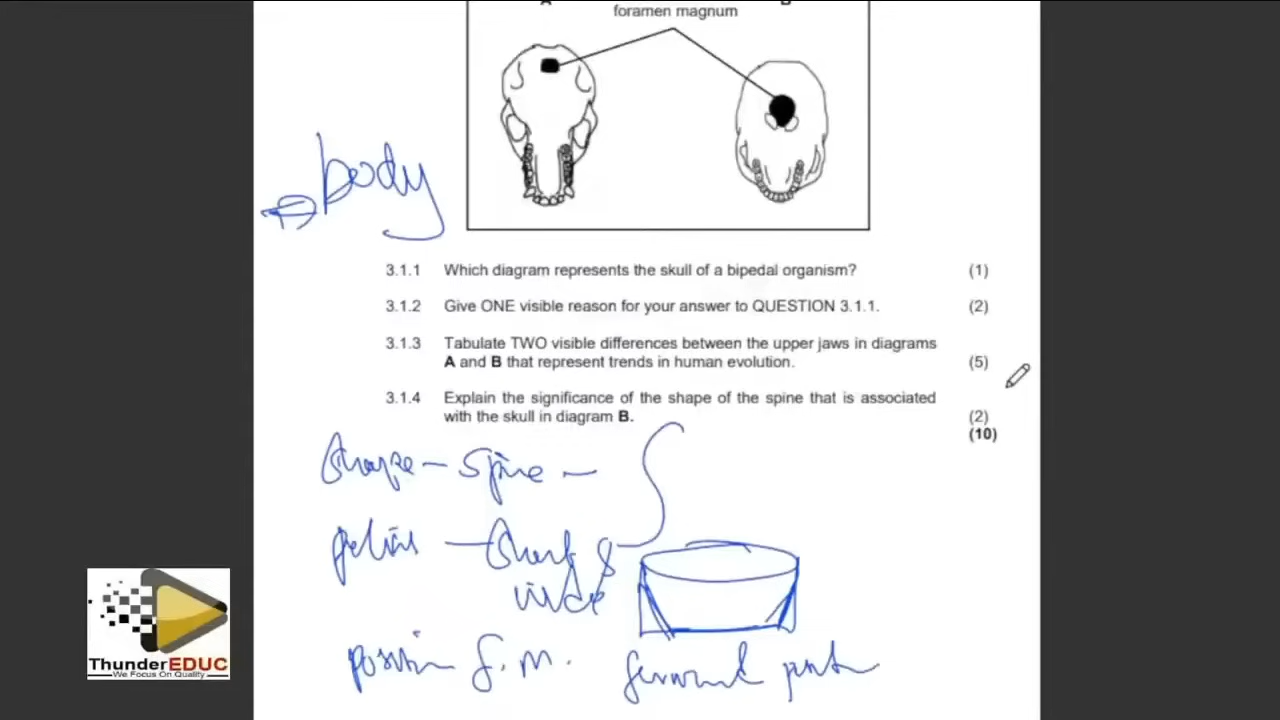 foramen magnum
body
3.1.1 Which diagram represents the skull of a bipedal organism? (1)
3.1.2 Give ONE visible reason for your answer to QUESTION 3.1.1. (2)
3.1.3 Tabulate TWO visible differences between the upper jaws in diagrams
A and B that represent trends in human evolution. (5)
3.1.4 Explain the significance of the shape of the spine that is associated
with the skull in diagram B. (2)
(10)
Shape - Spine -
pelvis - Short &
wide
position f.m.
ThunderEDUC
We Focus On Quality